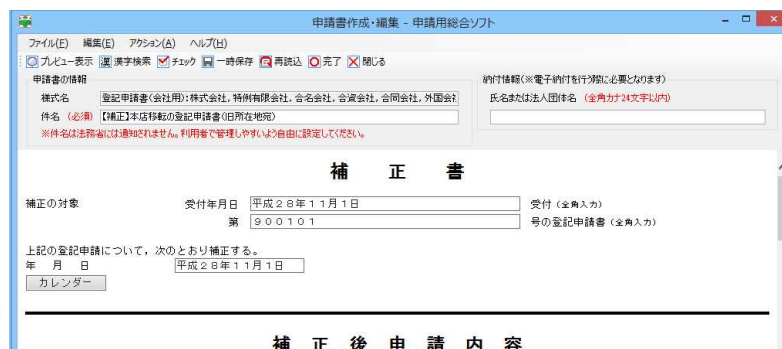 申請書作成・編集 - 申請用総合ソフト
ファイル(F) 編集(E) アクション(A) ヘルプ(H)
プレビュー表示 漢 漢字検索 チェック 一時保存 再読込 完了 閉じる
申請書の情報
様式名 登記申請書(会社用):株式会社, 特例有限会社, 合名会社, 合資会社, 合同会社, 外国会社
件名 (必須) 【補正】本店移転の登記申請書(旧所在地宛)
※件名は法務省には通知されません。利用者で管理しやすいよう自由に設定してください。
納付情報(※電子納付を行う際に必要となります)
氏名または法人団体名 (全角カナ24文字以内)
補 正 書
補正の対象 受付年月日 平成28年11月1日 受付(全角入力)
第 900101 号の登記申請書(全角入力)
上記の登記申請について,次のとおり補正する。
年 月 日 平成28年11月1日
カレンダー
補 正 後 申 請 内 容